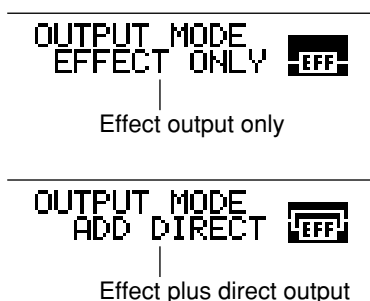 OUTPUT MODE
EFFECT ONLY EFF
Effect output only
OUTPUT MODE
ADD DIRECT EFF
Effect plus direct output